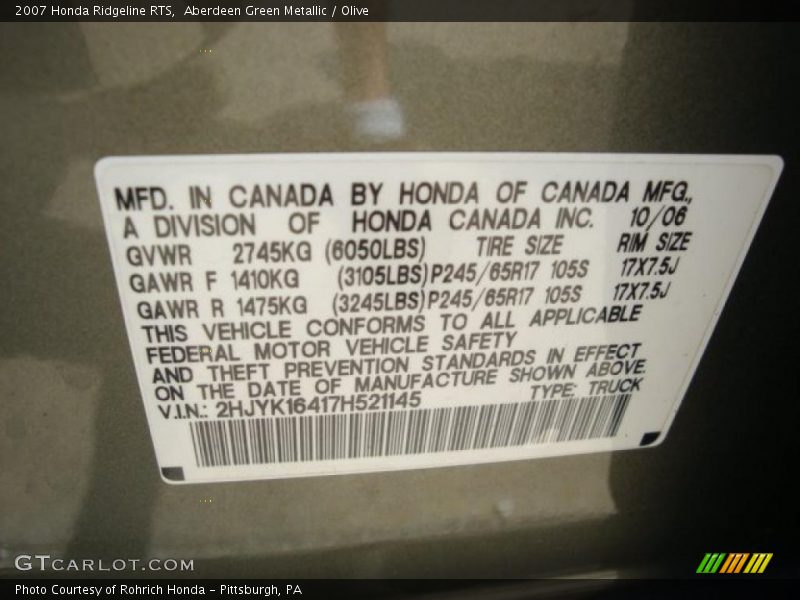 2007 Honda Ridgeline RTS, Aberdeen Green Metallic / Olive
MFD. IN CANADA BY HONDA OF CANADA MFG.,
A DIVISION OF HONDA CANADA INC. 10/06
GVWR 2745KG (6050LBS) TIRE SIZE RIM SIZE
GAWR F 1410KG (3105LBS) P245/65R17 105S 17X7.5J
GAWR R 1475KG (3245LBS) P245/65R17 105S 17X7.5J
THIS VEHICLE CONFORMS TO ALL APPLICABLE
FEDERAL MOTOR VEHICLE SAFETY
AND THEFT PREVENTION STANDARDS IN EFFECT
ON THE DATE OF MANUFACTURE SHOWN ABOVE.
V.I.N.: 2HJYK16417H521145 TYPE: TRUCK
GTCARLOT.COM
Photo Courtesy of Rohrich Honda - Pittsburgh, PA